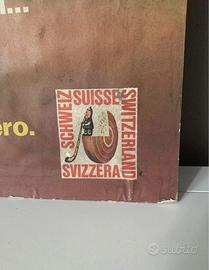 ero.
SUISSE
SCHWEIZ
SWITZERLAND
SVIZZERA
subito